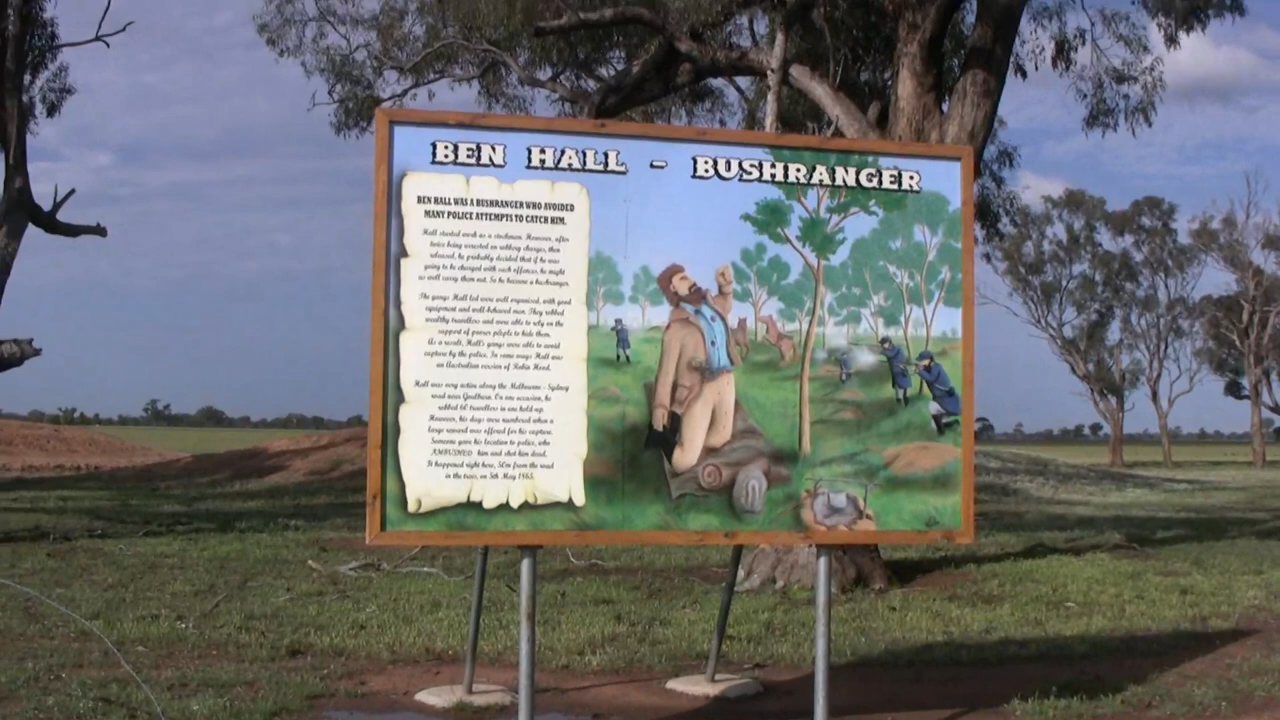 BEN HALL - BUSHRANGER
BEN HALL WAS A BUSHRANGER WHO AVOIDED
MANY POLICE ATTEMPTS TO CATCH HIM.
Hall started work as a stockman. However, after
twice being arrested on robbery charges, then
released, he probably decided that if he was
going to be charged with such offences, he might
as well carry them out. So he became a bushranger.
The gangs Hall led were well organised, with good
equipment and well-behaved men. They robbed
wealthy travellers and were able to rely on the
support of poorer people to hide them.
As a result, Hall's gangs were able to avoid
capture by the police. In some ways Hall was
an Australian version of Robin Hood.
Hall was very active along the Melbourne - Sydney
road near Goulburn. On one occasion, he
robbed 60 travellers in one hold up.
However, his days were numbered when a
large reward was offered for his capture.
Someone gave his location to police, who
AMBUSHED him and shot him dead.
It happened right here, 50m from the road
in the trees, on 5th May 1865.